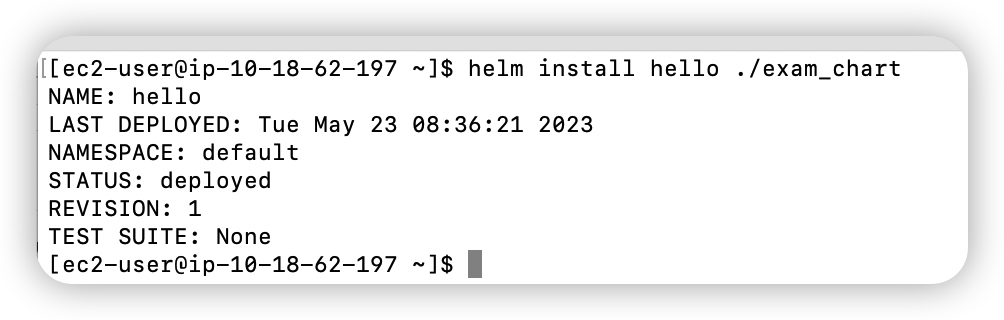 [ec2-user@ip-10-18-62-197 ~]$ helm install hello ./exam_chart
NAME: hello
LAST DEPLOYED: Tue May 23 08:36:21 2023
NAMESPACE: default
STATUS: deployed
REVISION: 1
TEST SUITE: None
[ec2-user@ip-10-18-62-197 ~]$